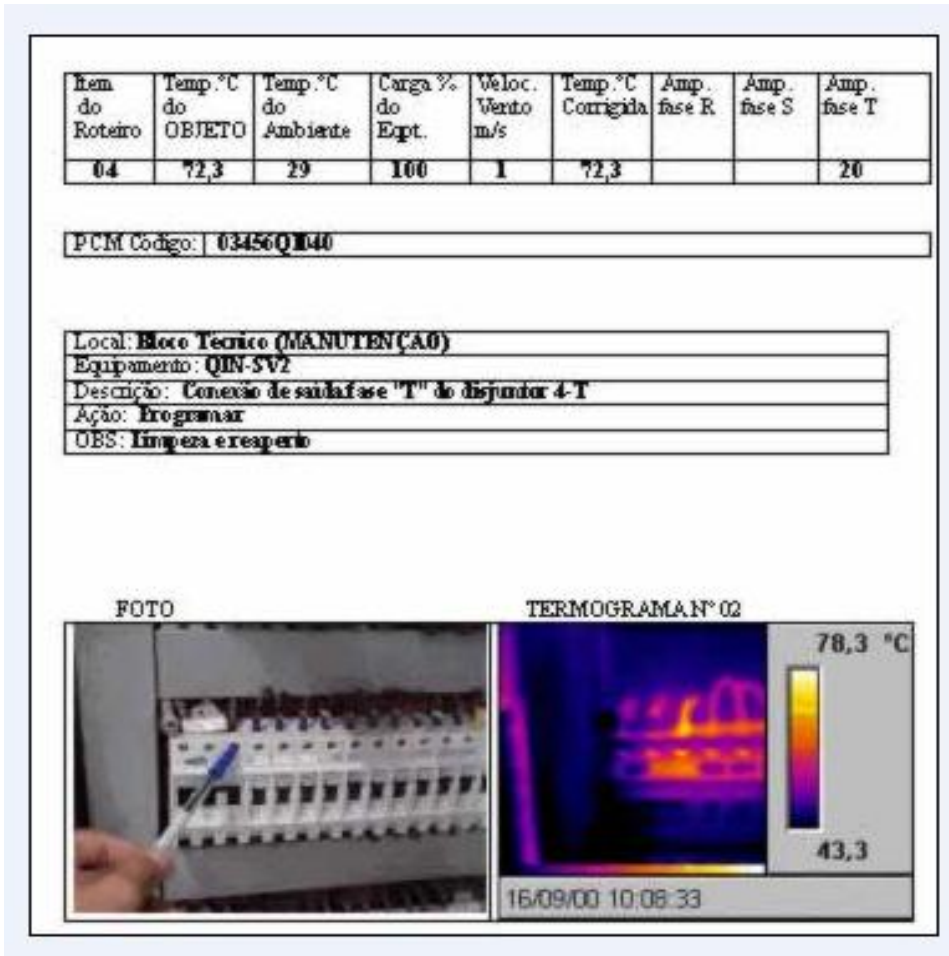 Item do Roteiro Temp.°C do OBJETO Temp.°C do Ambiente Carga % do Eqpt. Veloc. Vento m/s Temp.°C Corrigida Amp. fase R Amp. fase S Amp. fase T
04 72,3 29 100 1 72,3 20
PCM Código:
Local: Bloco Técnico (MANUTENÇÃO)
Equipamento: QIN-SV2
Descrição: Conexão de saída fase "T" do disjuntor 4-T
Ação: Programar
OBS: Limpeza e reaperto
FOTO TERMOGRAMA Nº 02
78,3 °C
43,3
16/09/00 10:08:33